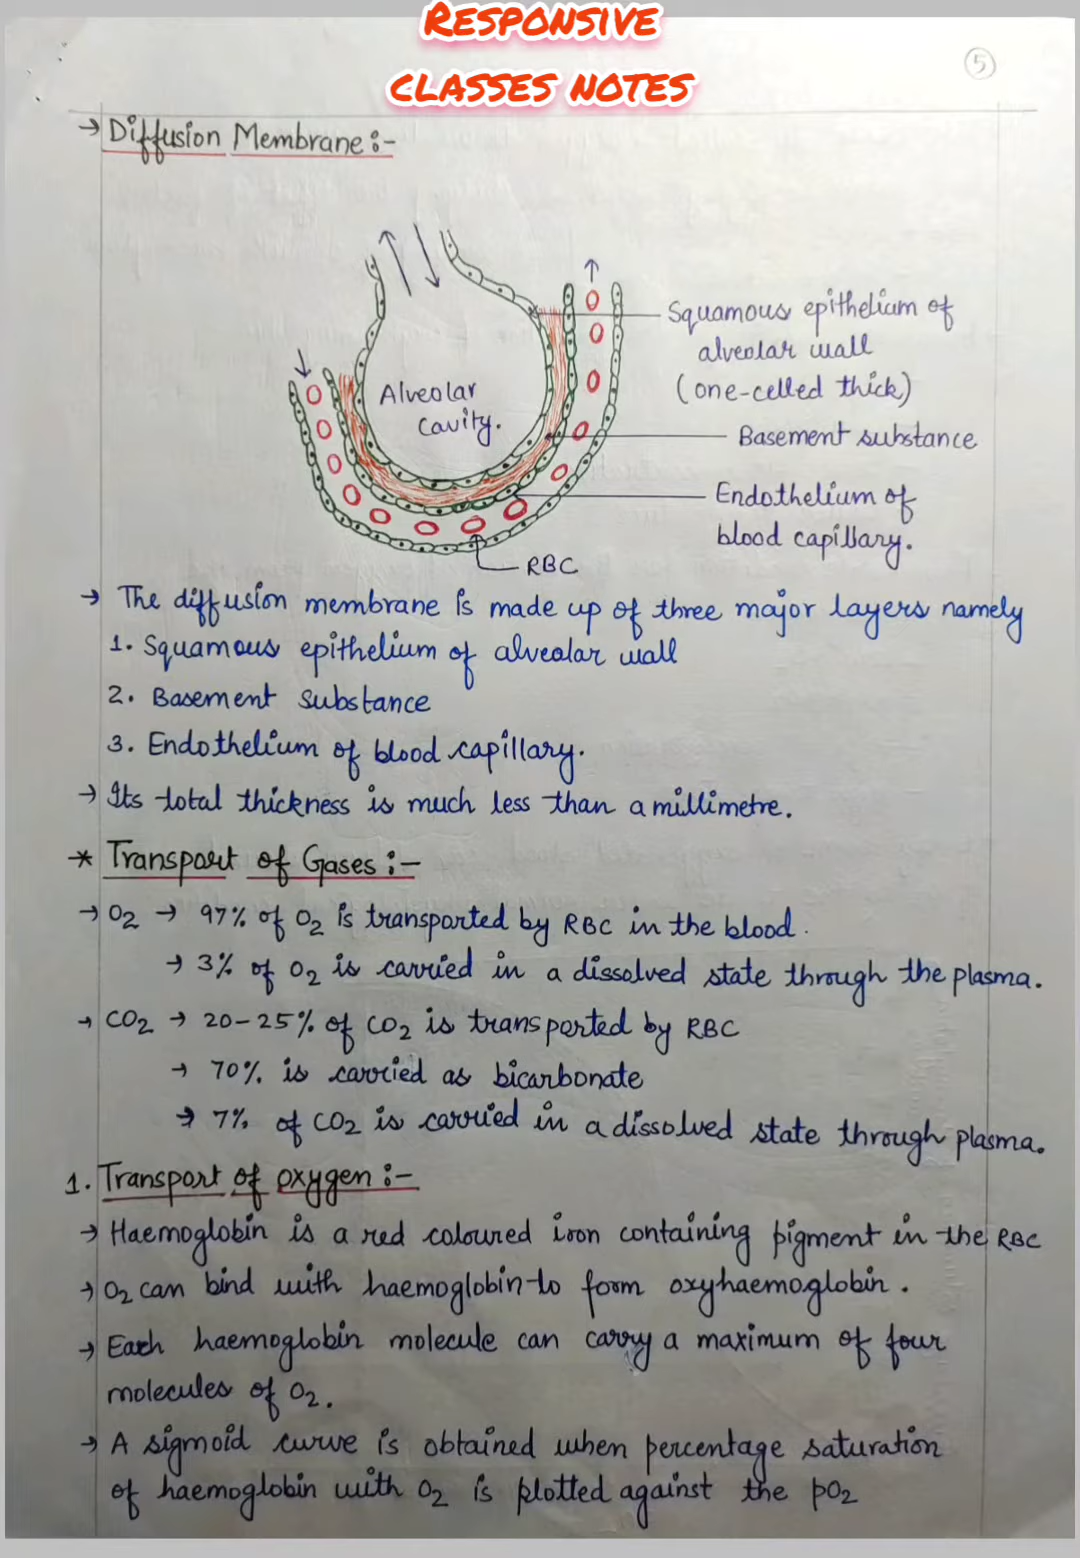 RESPONSIVE
CLASSES NOTES
5
→ Diffusion Membrane :-
Squamous epithelium of
alveolar wall
(one-celled thick)
Alveolar
cavity.
Basement substance
Endothelium of
blood capillary.
RBC
→ The diffusion membrane is made up of three major layers namely
1. Squamous epithelium of alveolar wall
2. Basement substance
3. Endothelium of blood capillary.
→ Its total thickness is much less than a millimetre.
* Transport of Gases :-
→ O2 → 97% of O2 is transported by RBC in the blood.
→ 3% of O2 is carried in a dissolved state through the plasma.
→ CO2 → 20-25% of CO2 is transported by RBC
→ 70% is carried as bicarbonate
→ 7% of CO2 is carried in a dissolved state through plasma.
1. Transport of oxygen :-
→ Haemoglobin is a red coloured iron containing pigment in the RBC
→ O2 can bind with haemoglobin to form oxyhaemoglobin.
→ Each haemoglobin molecule can carry a maximum of four
molecules of O2.
→ A sigmoid curve is obtained when percentage saturation
of haemoglobin with O2 is plotted against the pO2